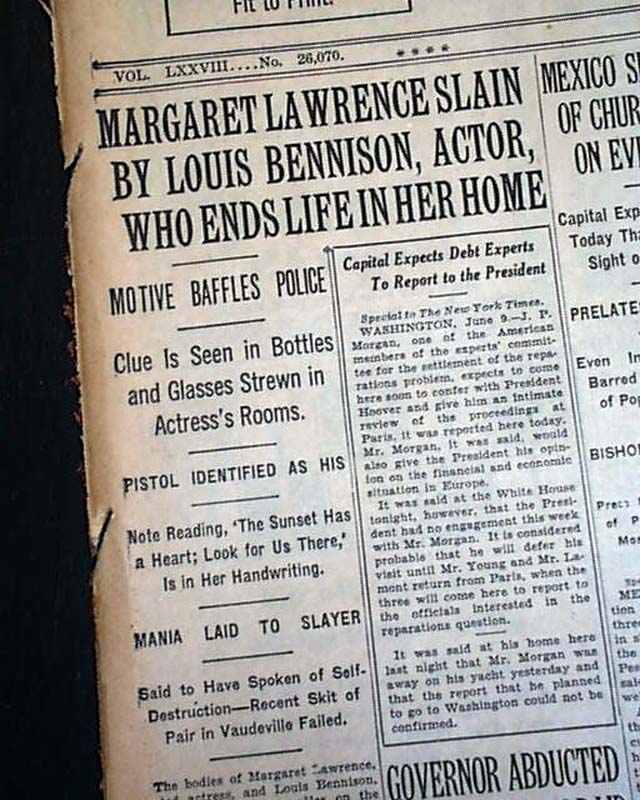 Fit to Print.
VOL. LXXVIII....No. 26,070.
****
MARGARET LAWRENCE SLAIN
BY LOUIS BENNISON, ACTOR,
WHO ENDS LIFE IN HER HOME
MOTIVE BAFFLES POLICE
Clue Is Seen in Bottles
and Glasses Strewn in
Actress's Rooms.
PISTOL IDENTIFIED AS HIS
Note Reading, 'The Sunset Has
a Heart; Look for Us There,'
Is in Her Handwriting.
MANIA LAID TO SLAYER
Said to Have Spoken of Self-
Destruction—Recent Skit of
Pair in Vaudeville Failed.
The bodies of Margaret Lawrence,
actress, and Louis Bennison,
on the
Capital Expects Debt Experts
To Report to the President
Special to The New York Times.
WASHINGTON, June 9.—J. P.
Morgan, one of the American
members of the experts' commit-
tee for the settlement of the repa-
rations problem, expects to come
here soon to confer with President
Hoover and give him an intimate
review of the proceedings at
Paris, it was reported here today.
Mr. Morgan, it was said, would
also give the President his opin-
ion on the financial and economic
situation in Europe.
It was said at the White House
tonight, however, that the Presi-
dent had no engagement this week
with Mr. Morgan. It is considered
probable that he will defer his
visit until Mr. Young and Mr. La-
mont return from Paris, when the
three will come here to report to
the officials interested in the
reparations question.
It was said at his home here
last night that Mr. Morgan was
away on his yacht yesterday and
that the report that he planned
to go to Washington could not be
confirmed.
GOVERNOR ABDUCTED
MEXICO
OF
ON
Capital
Today
Sight
Even
Barred
of
of